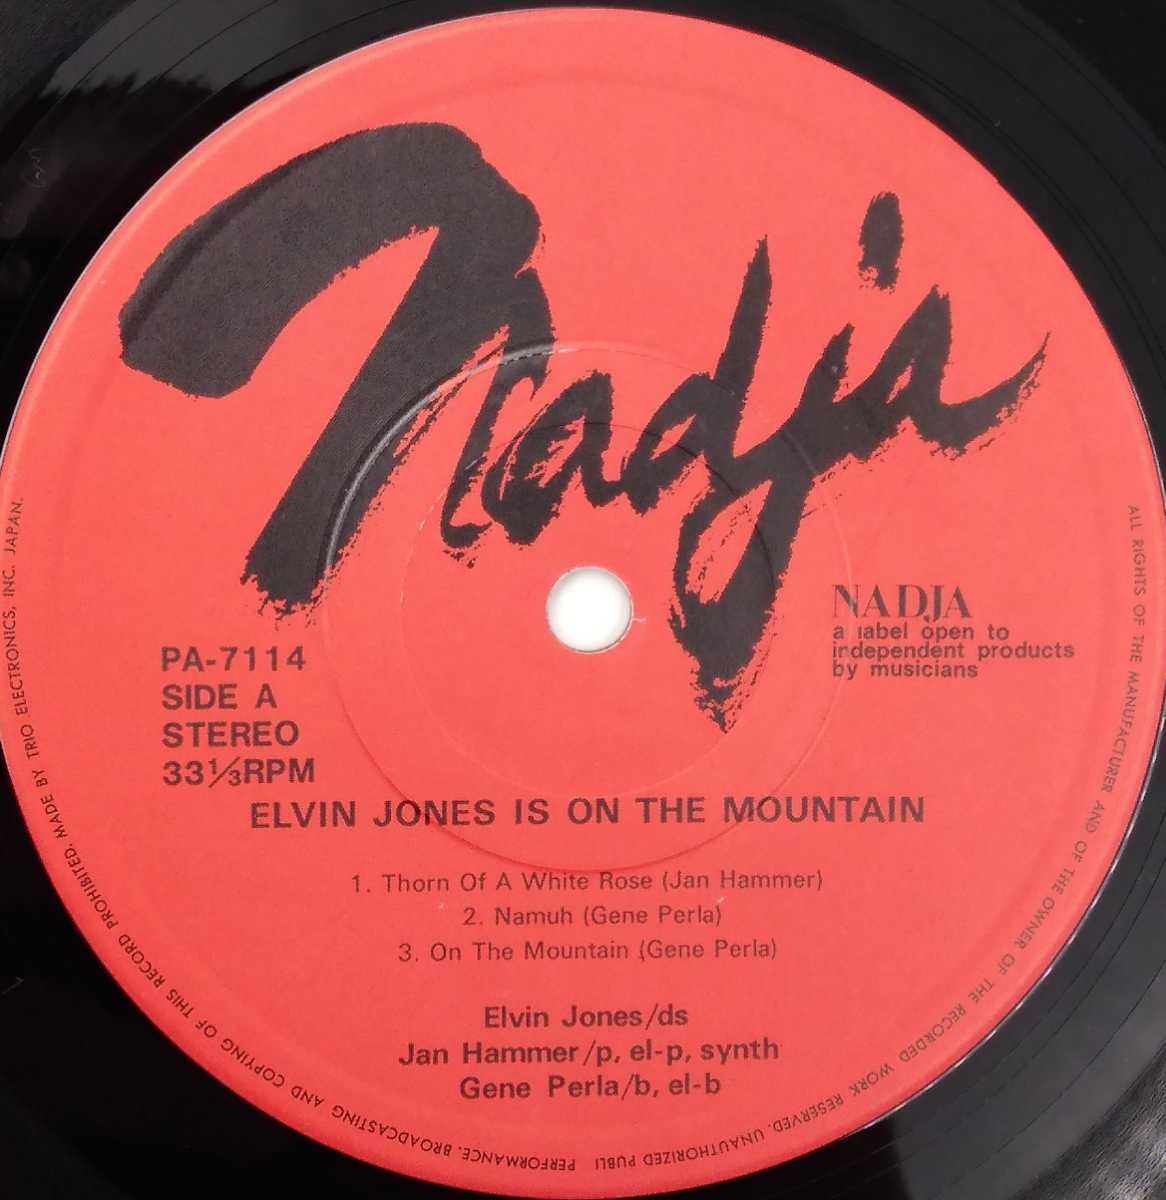 Nadja
NADJA
a label open to
independent products
by musicians
PA-7114
SIDE A
STEREO
33⅓RPM
ELVIN JONES IS ON THE MOUNTAIN
1. Thorn Of A White Rose (Jan Hammer)
2. Namuh (Gene Perla)
3. On The Mountain (Gene Perla)
Elvin Jones/ds
Jan Hammer/p, el-p, synth
Gene Perla/b, el-b
ALL RIGHTS OF THE MANUFACTURER AND OF THE OWNER OF THE RECORDED WORK RESERVED. UNAUTHORIZED PUBLI PERFORMANCE, BROADCASTING AND COPYING OF THIS RECORD PROHIBITED. MADE BY TRIO ELECTRONICS, INC. JAPAN.